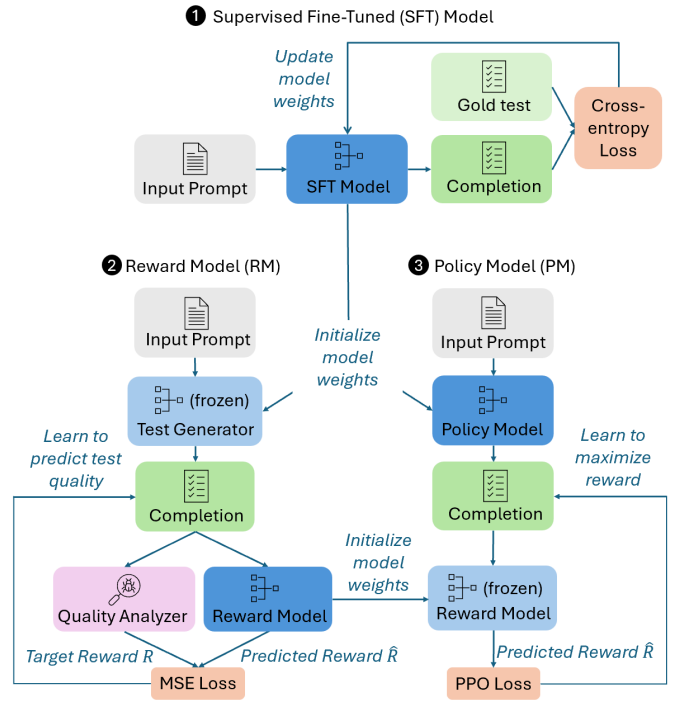 1 Supervised Fine-Tuned (SFT) Model
Update
model
weights
Gold test
Cross-
entropy
Loss
Input Prompt
SFT Model
Completion
2 Reward Model (RM)
3 Policy Model (PM)
Input Prompt
Input Prompt
Initialize
model
weights
(frozen)
Test Generator
Policy Model
Learn to
predict test
quality
Learn to
maximize
reward
Completion
Completion
Initialize
model
weights
Quality Analyzer
Reward Model
(frozen)
Reward Model
Target Reward R
Predicted Reward R̂
Predicted Reward R̂
MSE Loss
PPO Loss